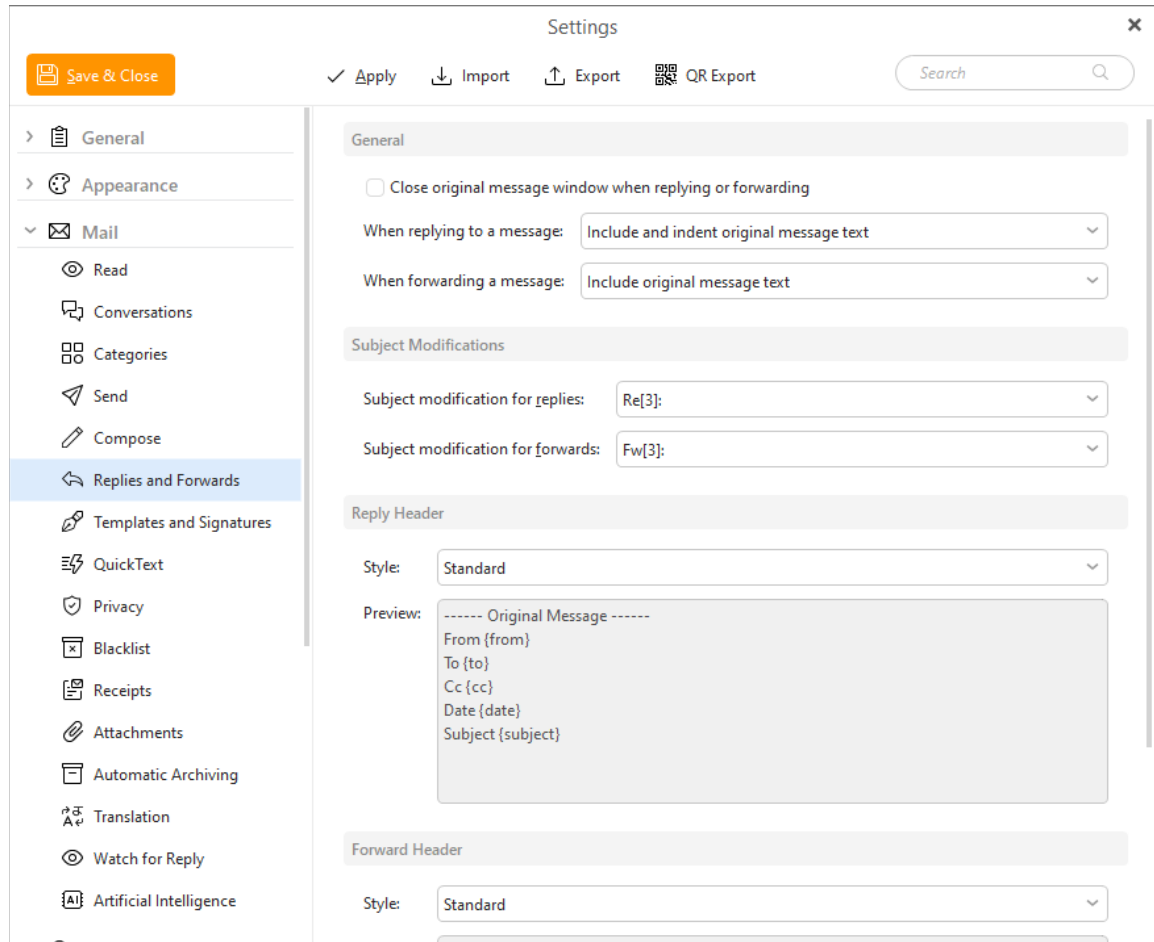 Settings
Save & Close
Apply
Import
Export
QR Export
Search
General
Appearance
Mail
Read
Conversations
Categories
Send
Compose
Replies and Forwards
Templates and Signatures
QuickText
Privacy
Blacklist
Receipts
Attachments
Automatic Archiving
Translation
Watch for Reply
AI
Artificial Intelligence
General
Close original message window when replying or forwarding
When replying to a message: Include and indent original message text
When forwarding a message: Include original message text
Subject Modifications
Subject modification for replies: Re[3]:
Subject modification for forwards: Fw[3]:
Reply Header
Style: Standard
Preview: ------ Original Message ------
From {from}
To {to}
Cc {cc}
Date {date}
Subject {subject}
Forward Header
Style: Standard